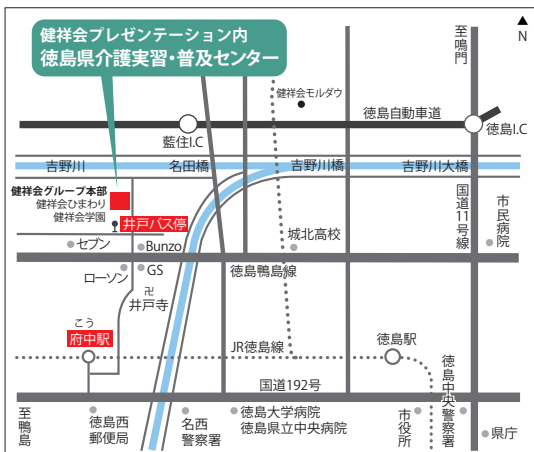 健祥会プレゼンテーション内
徳島県介護実習・普及センター
至鳴門
N
健祥会モルダウ
徳島自動車道
藍住I.C
徳島I.C
吉野川
名田橋
吉野川橋
吉野川大橋
健祥会グループ本部
健祥会ひまわり
健祥会学園
井戸バス停
国道11号線
市民病院
セブン
Bunzo
城北高校
徳島鴨島線
ローソン
GS
卍
井戸寺
こう
府中駅
JR徳島線
徳島駅
国道192号
至鴨島
徳島西
郵便局
名西
警察署
徳島大学病院
徳島県立中央病院
市役所
徳島中央警察署
県庁